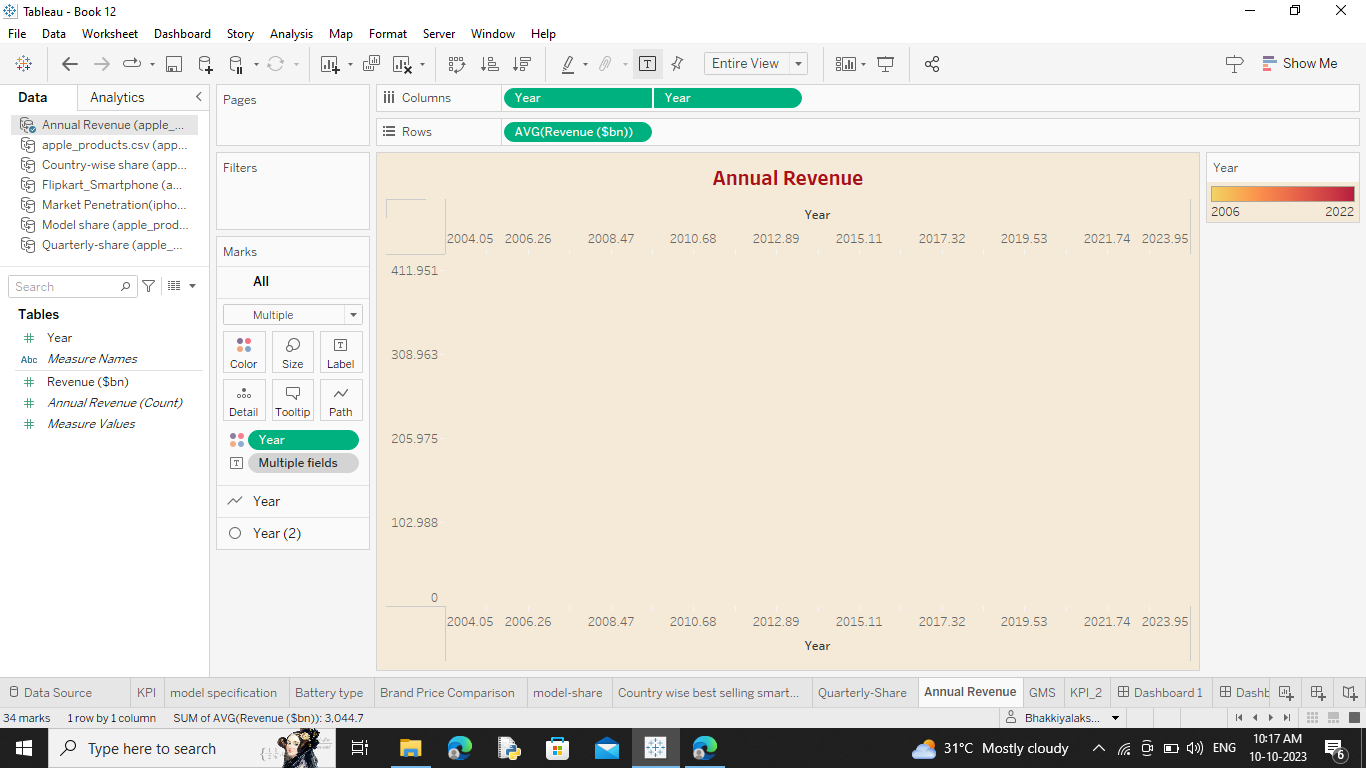 Tableau - Book 12
File Data Worksheet Dashboard Story Analysis Map Format Server Window Help
Entire View
Show Me
Data Analytics
Annual Revenue (apple_...
apple_products.csv (app...
Country-wise share (app...
Flipkart_Smartphone (a...
Market Penetration(ipho...
Model share (apple_prod...
Quarterly-share (apple_...
Search
Tables
Year
Abc Measure Names
Revenue ($bn)
Annual Revenue (Count)
Measure Values
Pages
Filters
Marks
All
Multiple
Color Size Label
Detail Tooltip Path
Year
Multiple fields
Year
Year (2)
Columns Year Year
Rows AVG(Revenue ($bn))
Annual Revenue
Year
2004.05 2006.26 2008.47 2010.68 2012.89 2015.11 2017.32 2019.53 2021.74 2023.95
411.951
308.963
205.975
102.988
0
2004.05 2006.26 2008.47 2010.68 2012.89 2015.11 2017.32 2019.53 2021.74 2023.95
Year
Year
2006 2022
Data Source KPI model specification Battery type Brand Price Comparison model-share Country wise best selling smart... Quarterly-Share Annual Revenue GMS KPI_2 Dashboard 1 Dashb
34 marks 1 row by 1 column SUM of AVG(Revenue ($bn)): 3,044.7 Bhakkiyalaks...
Type here to search
31°C Mostly cloudy ENG 10:17 AM
10-10-2023
6